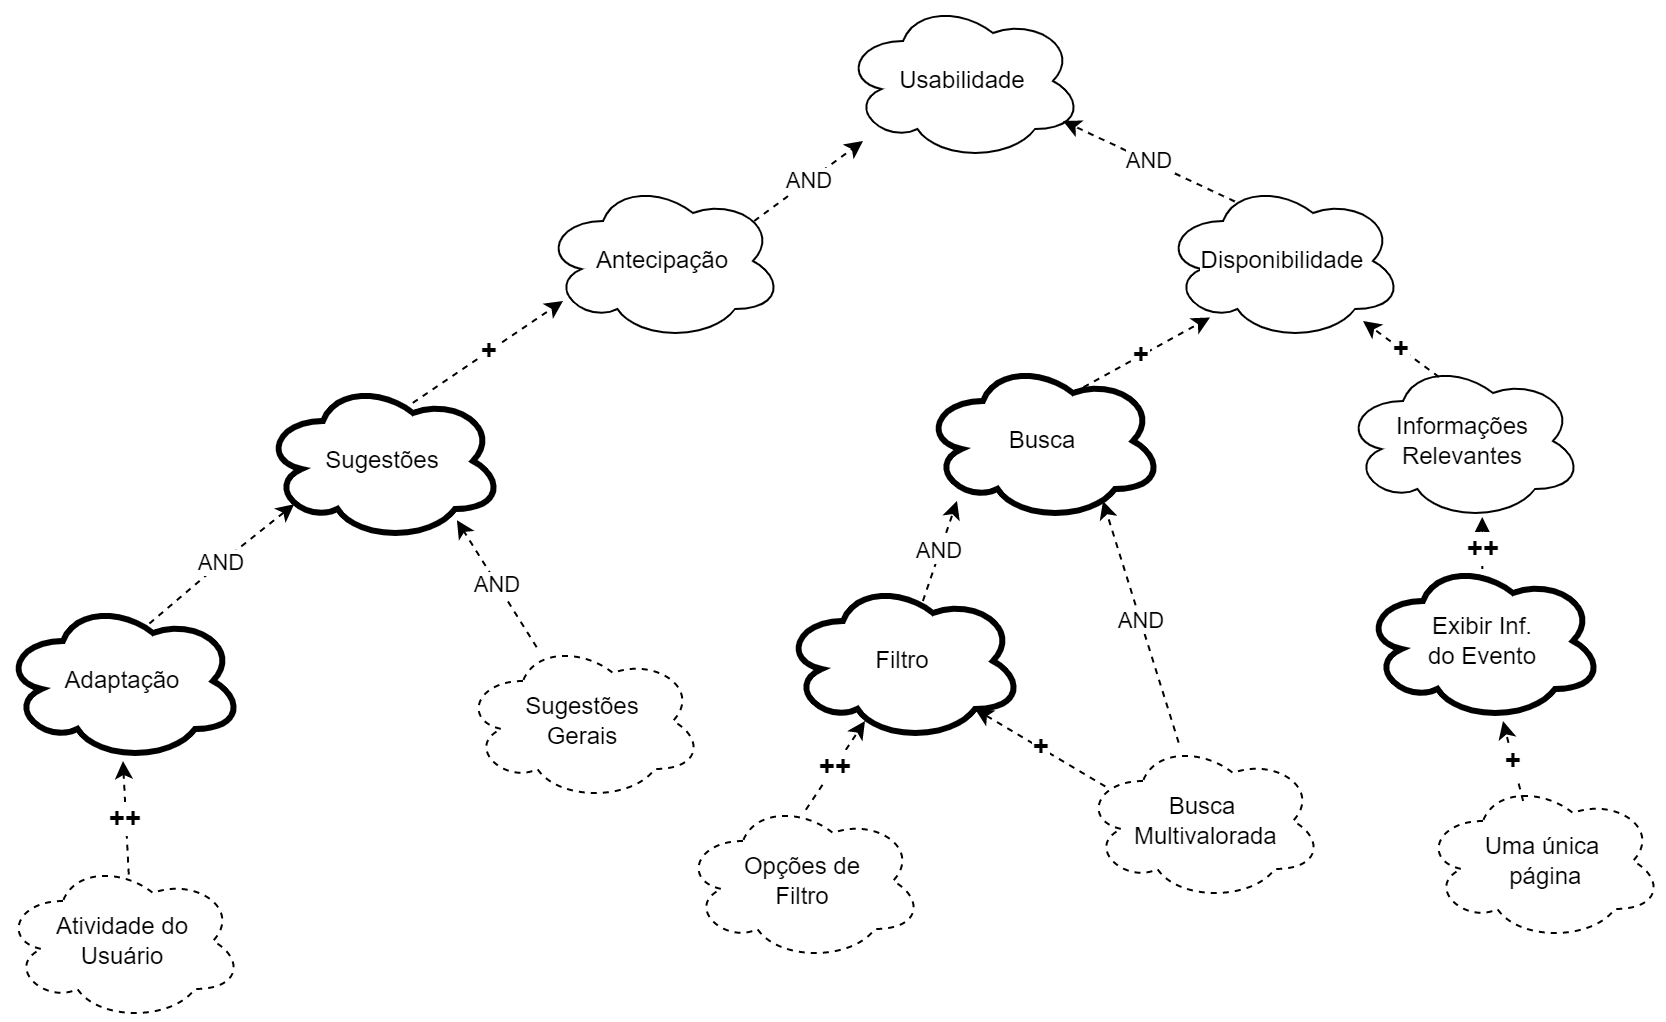 Usabilidade
AND
AND
Antecipação
Disponibilidade
+
+
+
Sugestões
Busca
Informações
Relevantes
AND
AND
AND
AND
++
Adaptação
Sugestões
Gerais
Filtro
Exibir Inf.
do Evento
++
++
+
+
Atividade do
Usuário
Opções de
Filtro
Busca
Multivalorada
Uma única
página